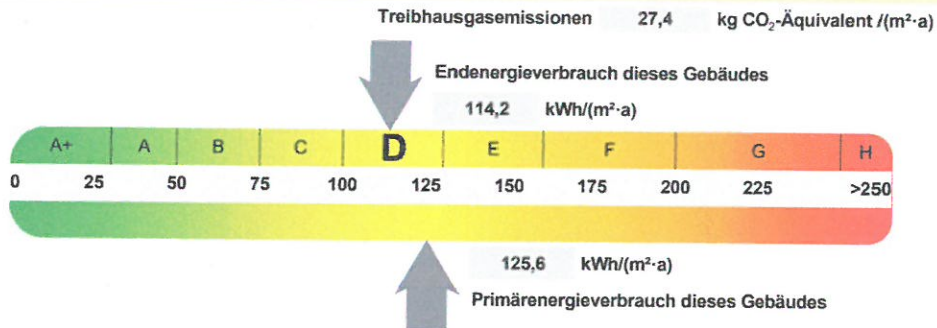 Treibhausgasemissionen 27,4 kg CO₂-Äquivalent /(m²·a)
Endenergieverbrauch dieses Gebäudes
114,2 kWh/(m²·a)
A+ A B C D E F G H
0 25 50 75 100 125 150 175 200 225 >250
125,6 kWh/(m²·a)
Primärenergieverbrauch dieses Gebäudes